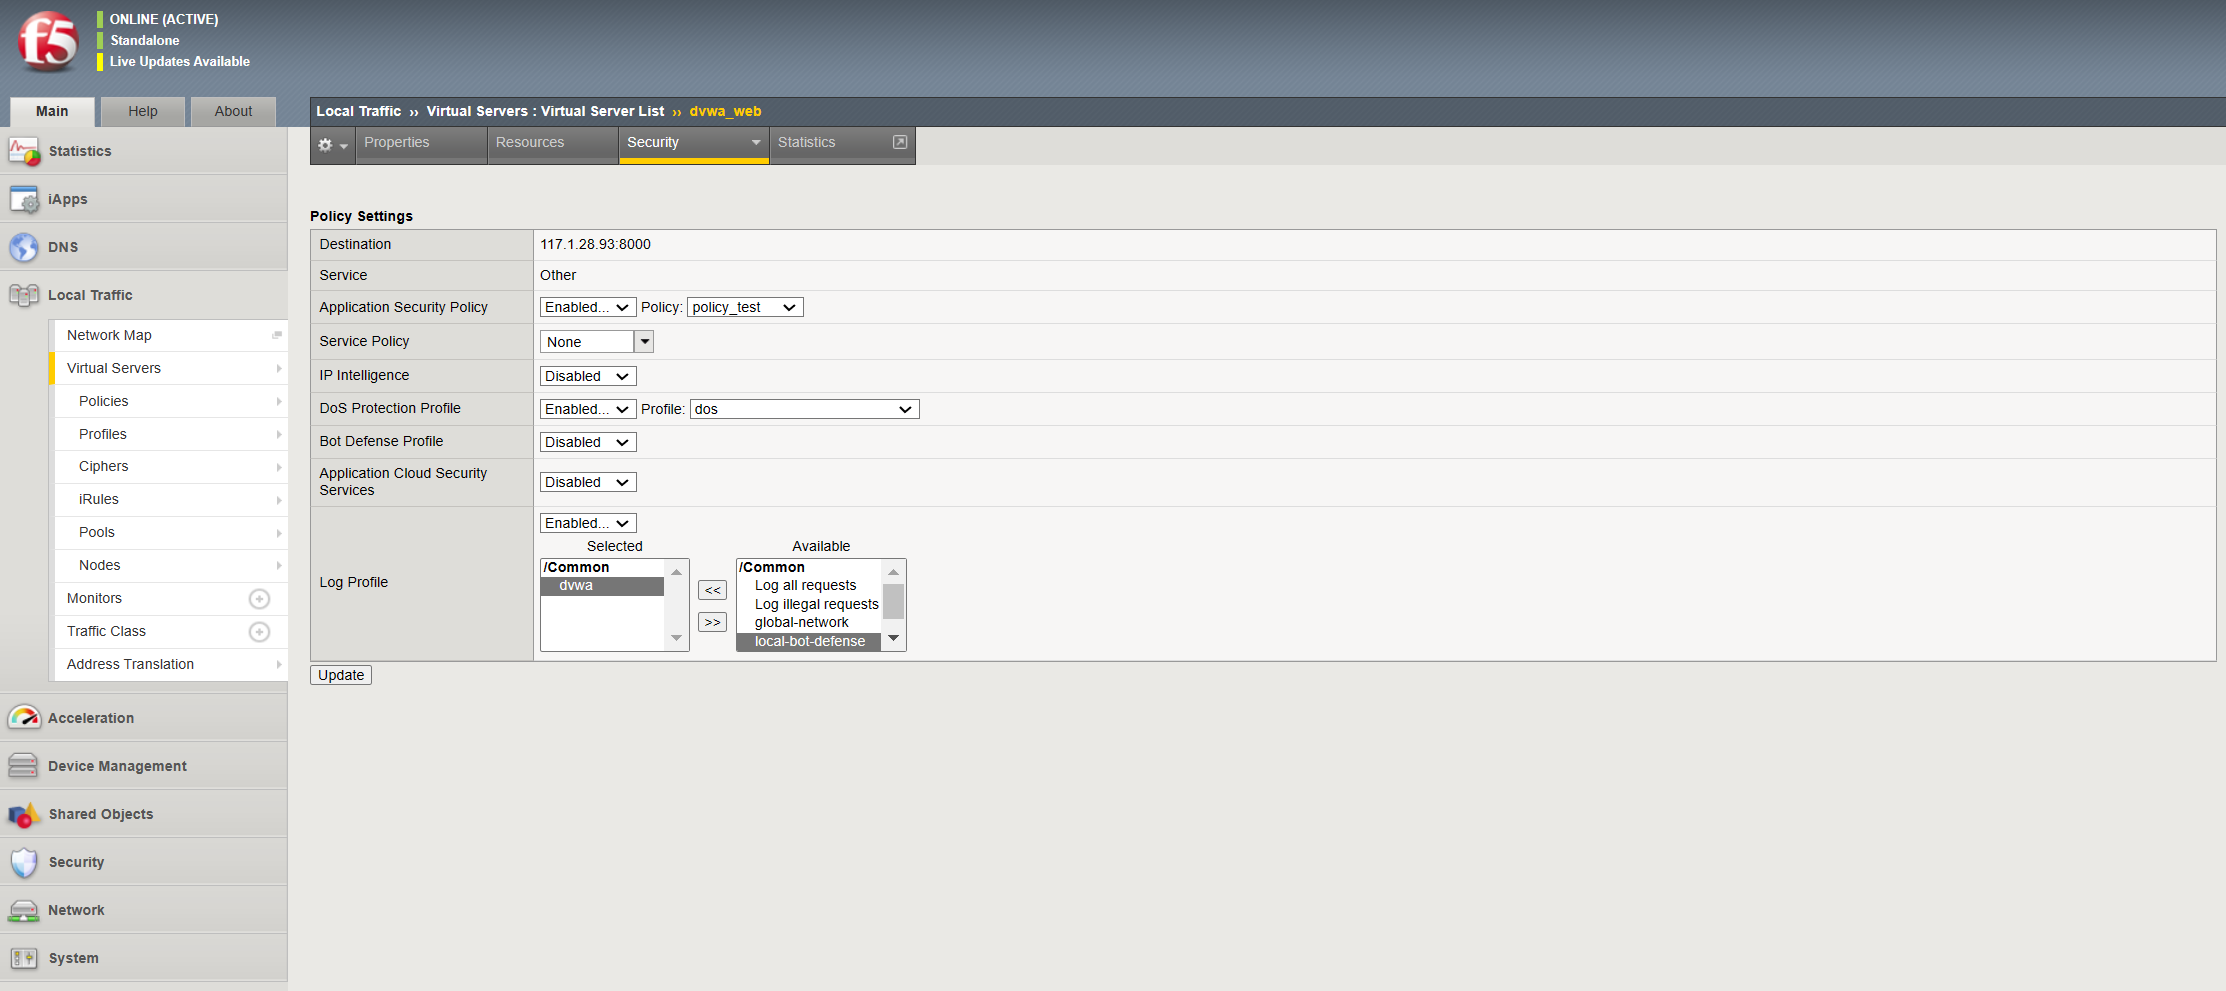 f5
ONLINE (ACTIVE)
Standalone
Live Updates Available
Main
Help
About
Local Traffic ›› Virtual Servers : Virtual Server List ›› dvwa_web
Properties
Resources
Security
Statistics
Statistics
iApps
DNS
Local Traffic
Network Map
Virtual Servers
Policies
Profiles
Ciphers
iRules
Pools
Nodes
Monitors
Traffic Class
Address Translation
Acceleration
Device Management
Shared Objects
Security
Network
System
Policy Settings
Destination
117.1.28.93:8000
Service
Other
Application Security Policy
Enabled... Policy: policy_test
Service Policy
None
IP Intelligence
Disabled
DoS Protection Profile
Enabled... Profile: dos
Bot Defense Profile
Disabled
Application Cloud Security
Services
Disabled
Log Profile
Enabled...
Selected
/Common
dvwa
<<
>>
Available
/Common
Log all requests
Log illegal requests
global-network
local-bot-defense
Update